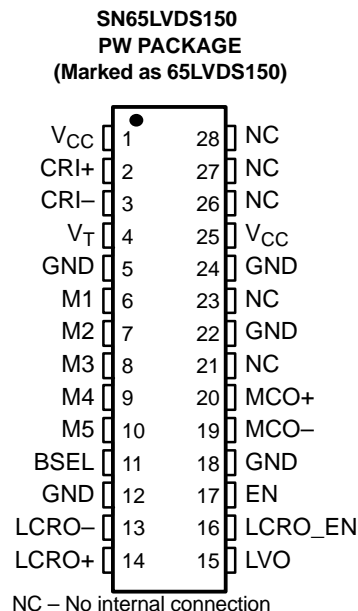 SN65LVDS150
PW PACKAGE
(Marked as 65LVDS150)
VCC 1 28 NC
CRI+ 2 27 NC
CRI– 3 26 NC
VT 4 25 VCC
GND 5 24 GND
M1 6 23 NC
M2 7 22 GND
M3 8 21 NC
M4 9 20 MCO+
M5 10 19 MCO–
BSEL 11 18 GND
GND 12 17 EN
LCRO– 13 16 LCRO_EN
LCRO+ 14 15 LVO
NC – No internal connection